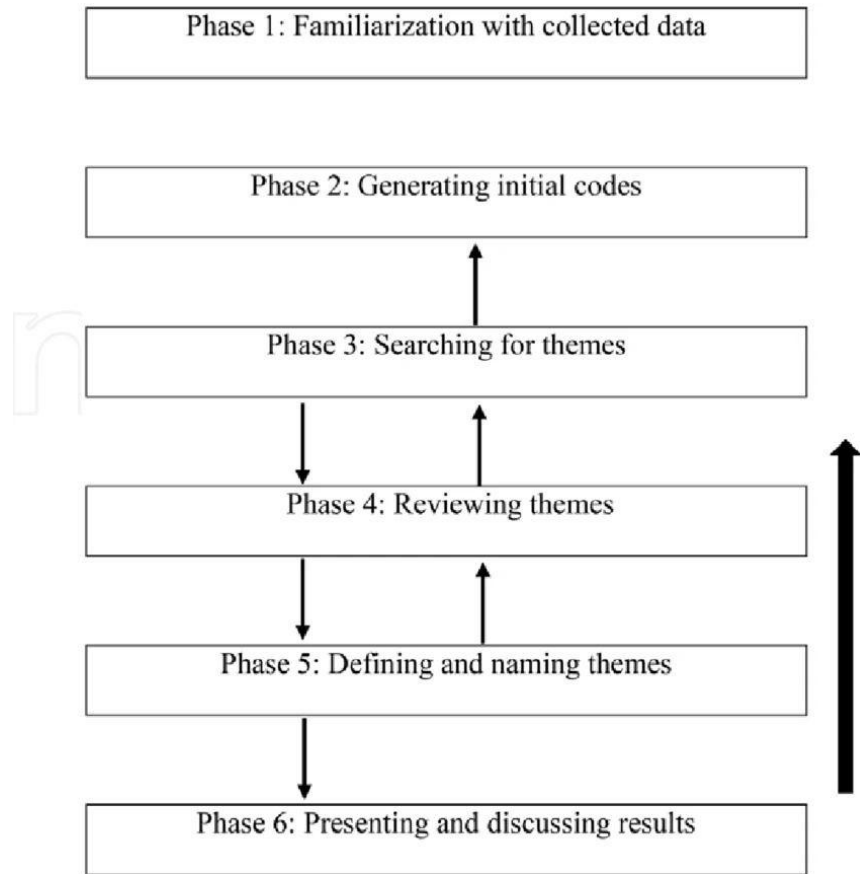 Phase 1: Familiarization with collected data
Phase 2: Generating initial codes
Phase 3: Searching for themes
Phase 4: Reviewing themes
Phase 5: Defining and naming themes
Phase 6: Presenting and discussing results